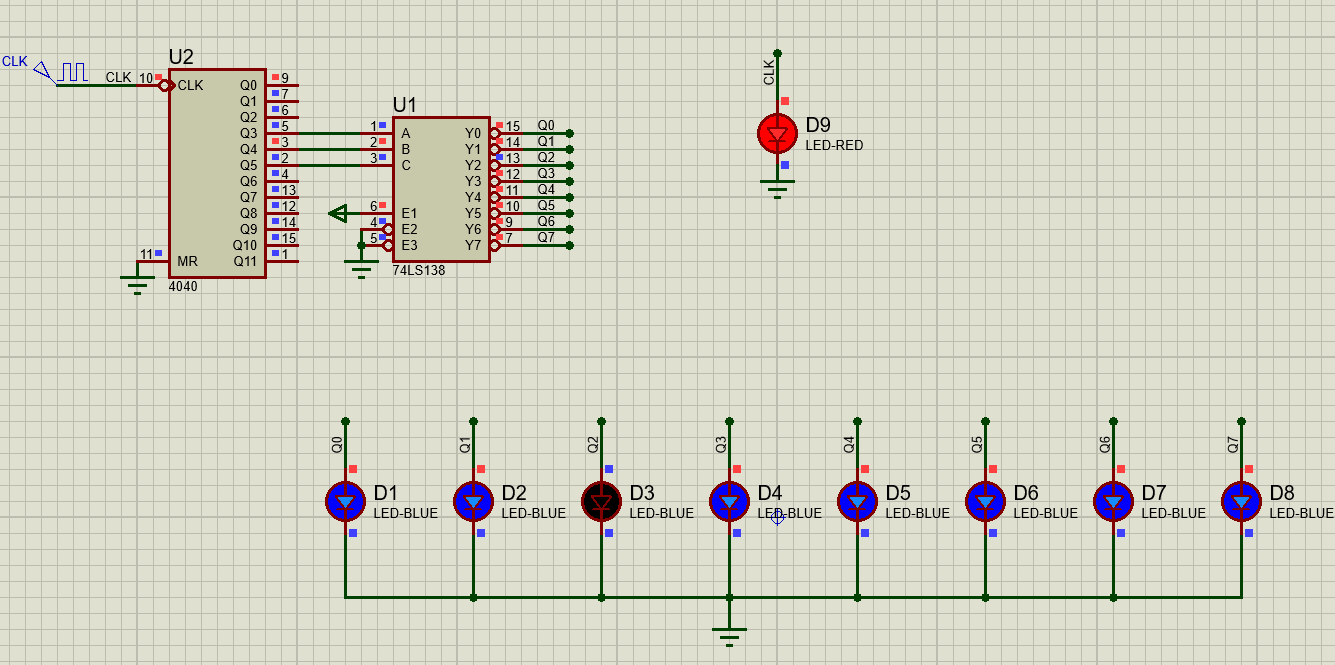 U2
CLK
CLK
10
CLK
Q0
9
Q1
7
Q2
6
Q3
5
Q4
3
Q5
2
Q6
4
Q7
13
Q8
12
Q9
14
Q10
15
Q11
1
11
MR
4040
U1
1
A
2
B
3
C
6
E1
4
E2
5
E3
Y0
15
Q0
Y1
14
Q1
Y2
13
Q2
Y3
12
Q3
Y4
11
Q4
Y5
10
Q5
Y6
9
Q6
Y7
7
Q7
74LS138
CLK
D9
LED-RED
Q0
D1
LED-BLUE
Q1
D2
LED-BLUE
Q2
D3
LED-BLUE
Q3
D4
LED-BLUE
Q4
D5
LED-BLUE
Q5
D6
LED-BLUE
Q6
D7
LED-BLUE
Q7
D8
LED-BLUE